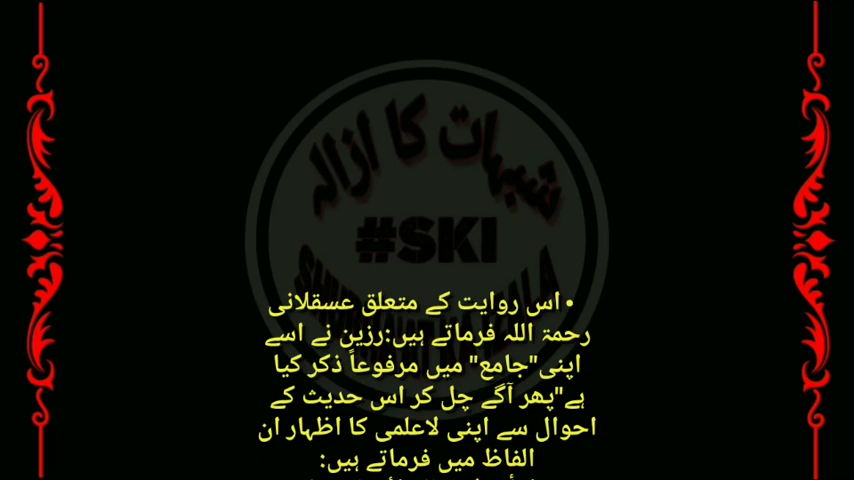 شبہات کا ازالہ
#SKI
• اس روایت کے متعلق عسقلانی
رحمۃ اللہ فرماتے ہیں:رزین نے اسے
اپنی"جامع" میں مرفوعاً ذکر کیا
ہے"پھر آگے چل کر اس حدیث کے
احوال سے اپنی لاعلمی کا اظہار ان
الفاظ میں فرماتے ہیں: